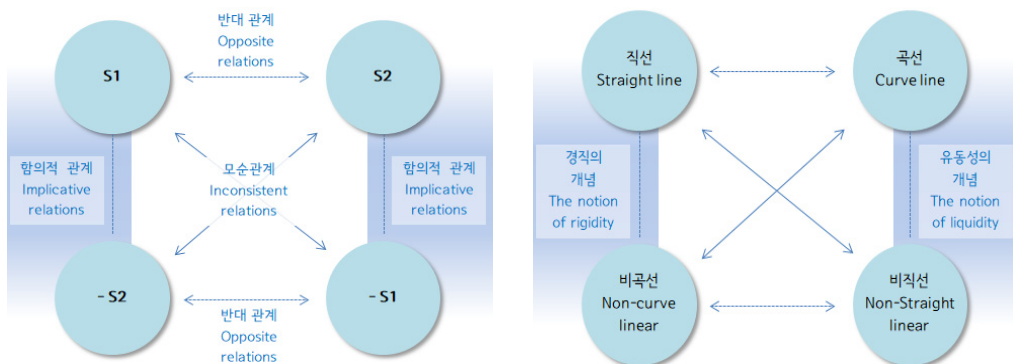 반대 관계
Opposite
relations
S1
S2
함의적 관계
Implicative
relations
모순관계
Inconsistent
relations
함의적 관계
Implicative
relations
– S2
– S1
반대 관계
Opposite
relations
직선
Straight line
곡선
Curve line
경직의
개념
The notion
of rigidity
유동성의
개념
The notion
of liquidity
비곡선
Non-curve
linear
비직선
Non-Straight
linear